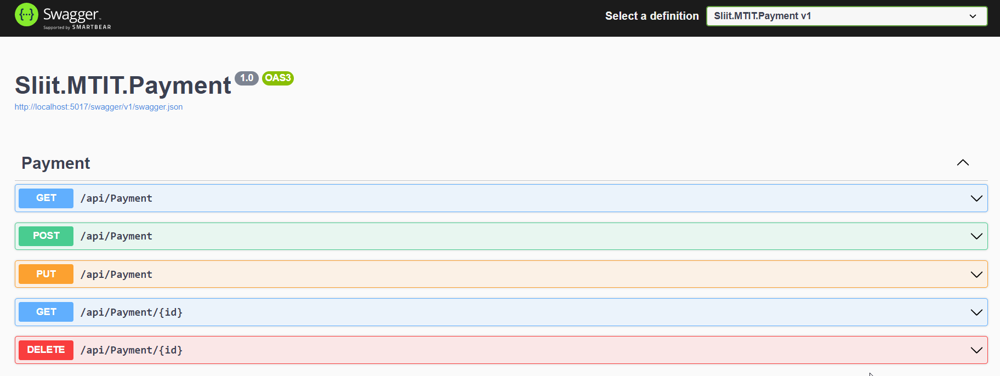 Swagger
Supported by SMARTBEAR
Select a definition
Sliit.MTIT.Payment v1
Sliit.MTIT.Payment 1.0 OAS3
http://localhost:5017/swagger/v1/swagger.json
Payment
GET /api/Payment
POST /api/Payment
PUT /api/Payment
GET /api/Payment/{id}
DELETE /api/Payment/{id}